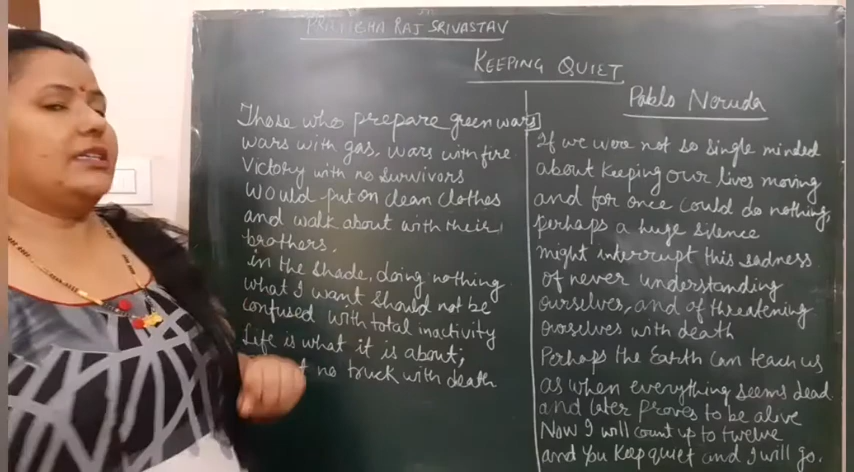 PRATIBHA RAJ SRIVASTAV
KEEPING QUIET
Pablo Neruda
Those who prepare green wars
wars with gas, wars with fire
Victory with no survivors
would put on clean clothes
and walk about with their
brothers.
in the shade, doing nothing
what I want should not be
confused with total inactivity
Life is what it is about;
no truck with death
If we were not so single minded
about keeping our lives moving
and for once could do nothing,
perhaps a huge silence
might interrupt this sadness
of never understanding
ourselves, and of threatening
ourselves with death
Perhaps the Earth can teach us
as when everything seems dead
and later proves to be alive
Now I will count up to twelve
and you keep quiet and I will go.